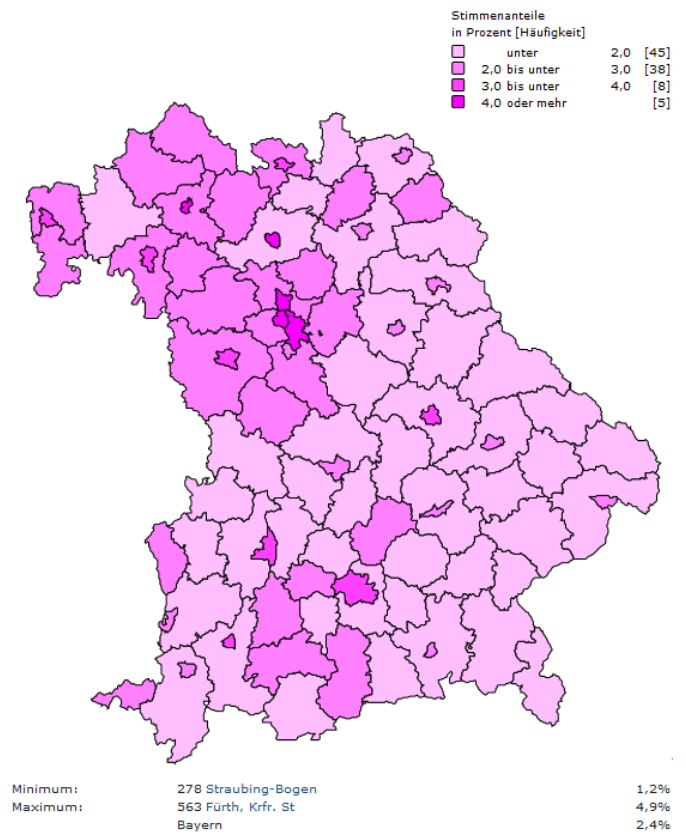 Stimmenanteile
in Prozent [Häufigkeit]
unter 2,0 [45]
2,0 bis unter 3,0 [38]
3,0 bis unter 4,0 [8]
4,0 oder mehr [5]
Minimum: 278 Straubing-Bogen 1,2%
Maximum: 563 Fürth, Krfr. St 4,9%
Bayern 2,4%